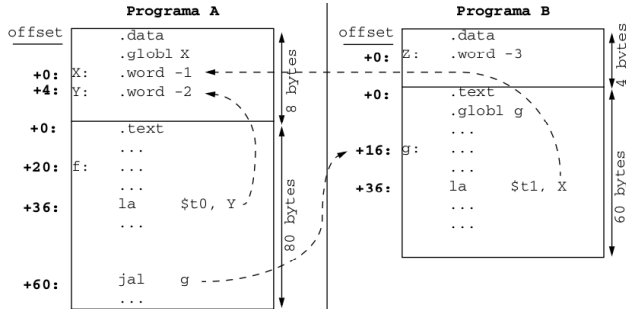 Programa A
offset
.data
.globl X
+0: X: .word -1
+4: Y: .word -2
8 bytes
+0: .text
...
+20: f: ...
...
+36: la $t0, Y
...
+60: jal g
...
80 bytes
Programa B
offset
.data
+0: Z: .word -3
4 bytes
+0: .text
.globl g
...
+16: g: ...
...
+36: la $t1, X
...
...
60 bytes